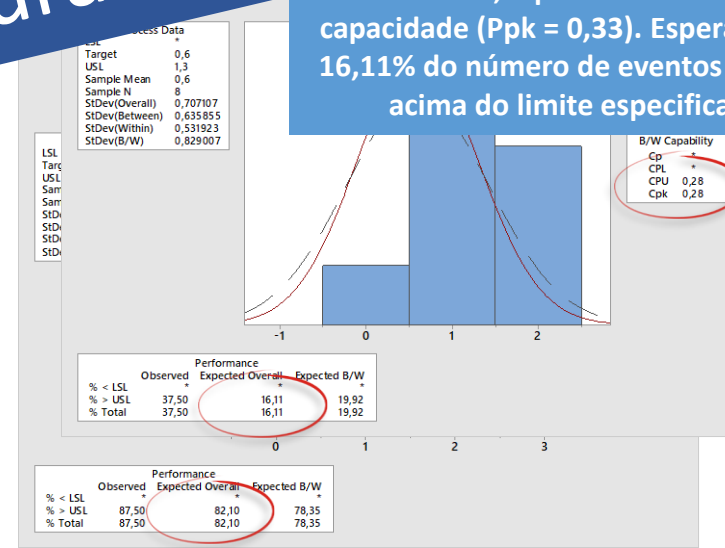 capacidade (Ppk = 0,33).
16,11% do número de eventos
acima do limite
Data
LSL *
Target 0,6
USL 1,3
Sample Mean 0,6
Sample N 8
StDev(Overall) 0,707107
StDev(Between) 0,635855
StDev(Within) 0,531923
StDev(B/W) 0,829007
B/W Capability
Cp *
CPL *
CPU 0,28
Cpk 0,28
LSL
USL
-1 0 1 2
Performance
Observed Expected Overall Expected B/W
% < LSL * * *
% > USL 37,50 16,11 19,92
% Total 37,50 16,11 19,92
0 1 2 3
Performance
Observed Expected Overall Expected B/W
% < LSL * * *
% > USL 87,50 82,10 78,35
% Total 87,50 82,10 78,35